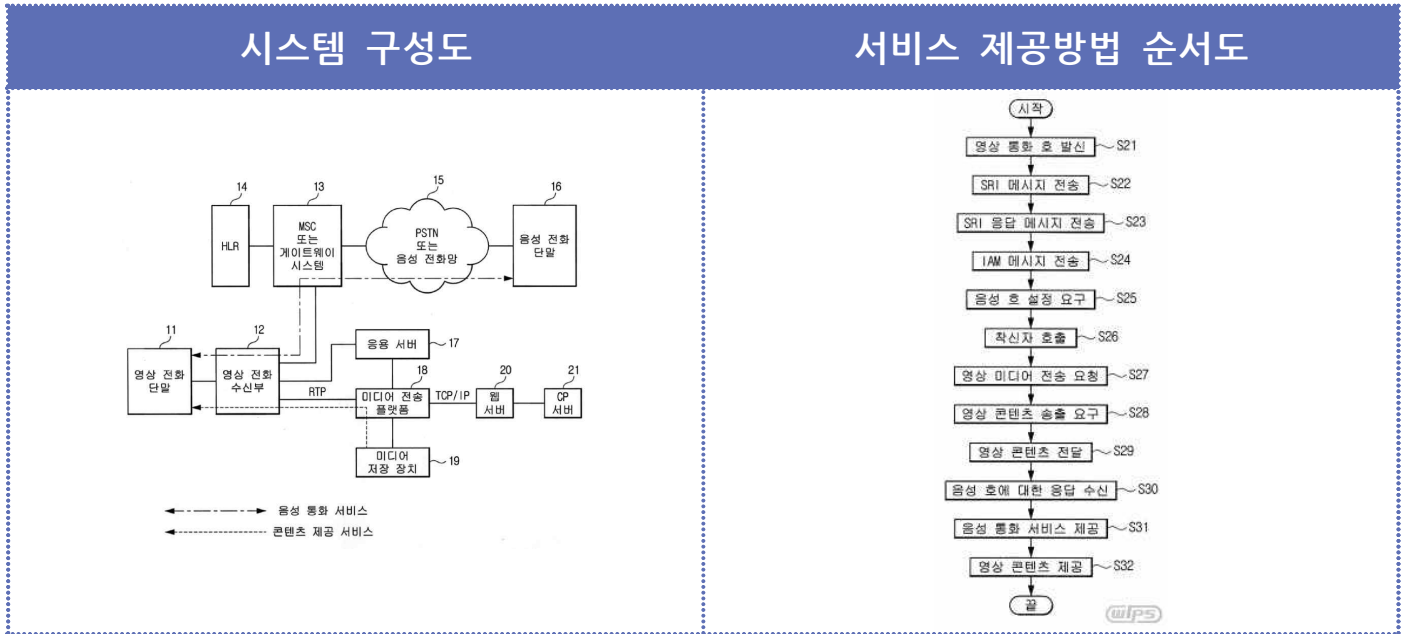 시스템 구성도
서비스 제공방법 순서도
14
13
15
16
HLR
MSC
또는
게이트웨이
시스템
PSTN
또는
음성 전화망
음성 전화
단말
11
12
영상 전화
단말
영상 전화
수신부
응용 서버
17
RTP
18
미디어 전송
플랫폼
TCP/IP
20
웹
서버
21
CP
서버
미디어
저장 장치
19
음성 통화 서비스
콘텐츠 제공 서비스
시작
영상 통화 호 발신 S21
SRI 메시지 전송 S22
SRI 응답 메시지 전송 S23
IAM 메시지 전송 S24
음성 호 설정 요구 S25
착신자 호출 S26
영상 미디어 전송 요청 S27
영상 콘텐츠 송출 요구 S28
영상 콘텐츠 전달 S29
음성 호에 대한 응답 수신 S30
음성 통화 서비스 제공 S31
영상 콘텐츠 제공 S32
끝
wips